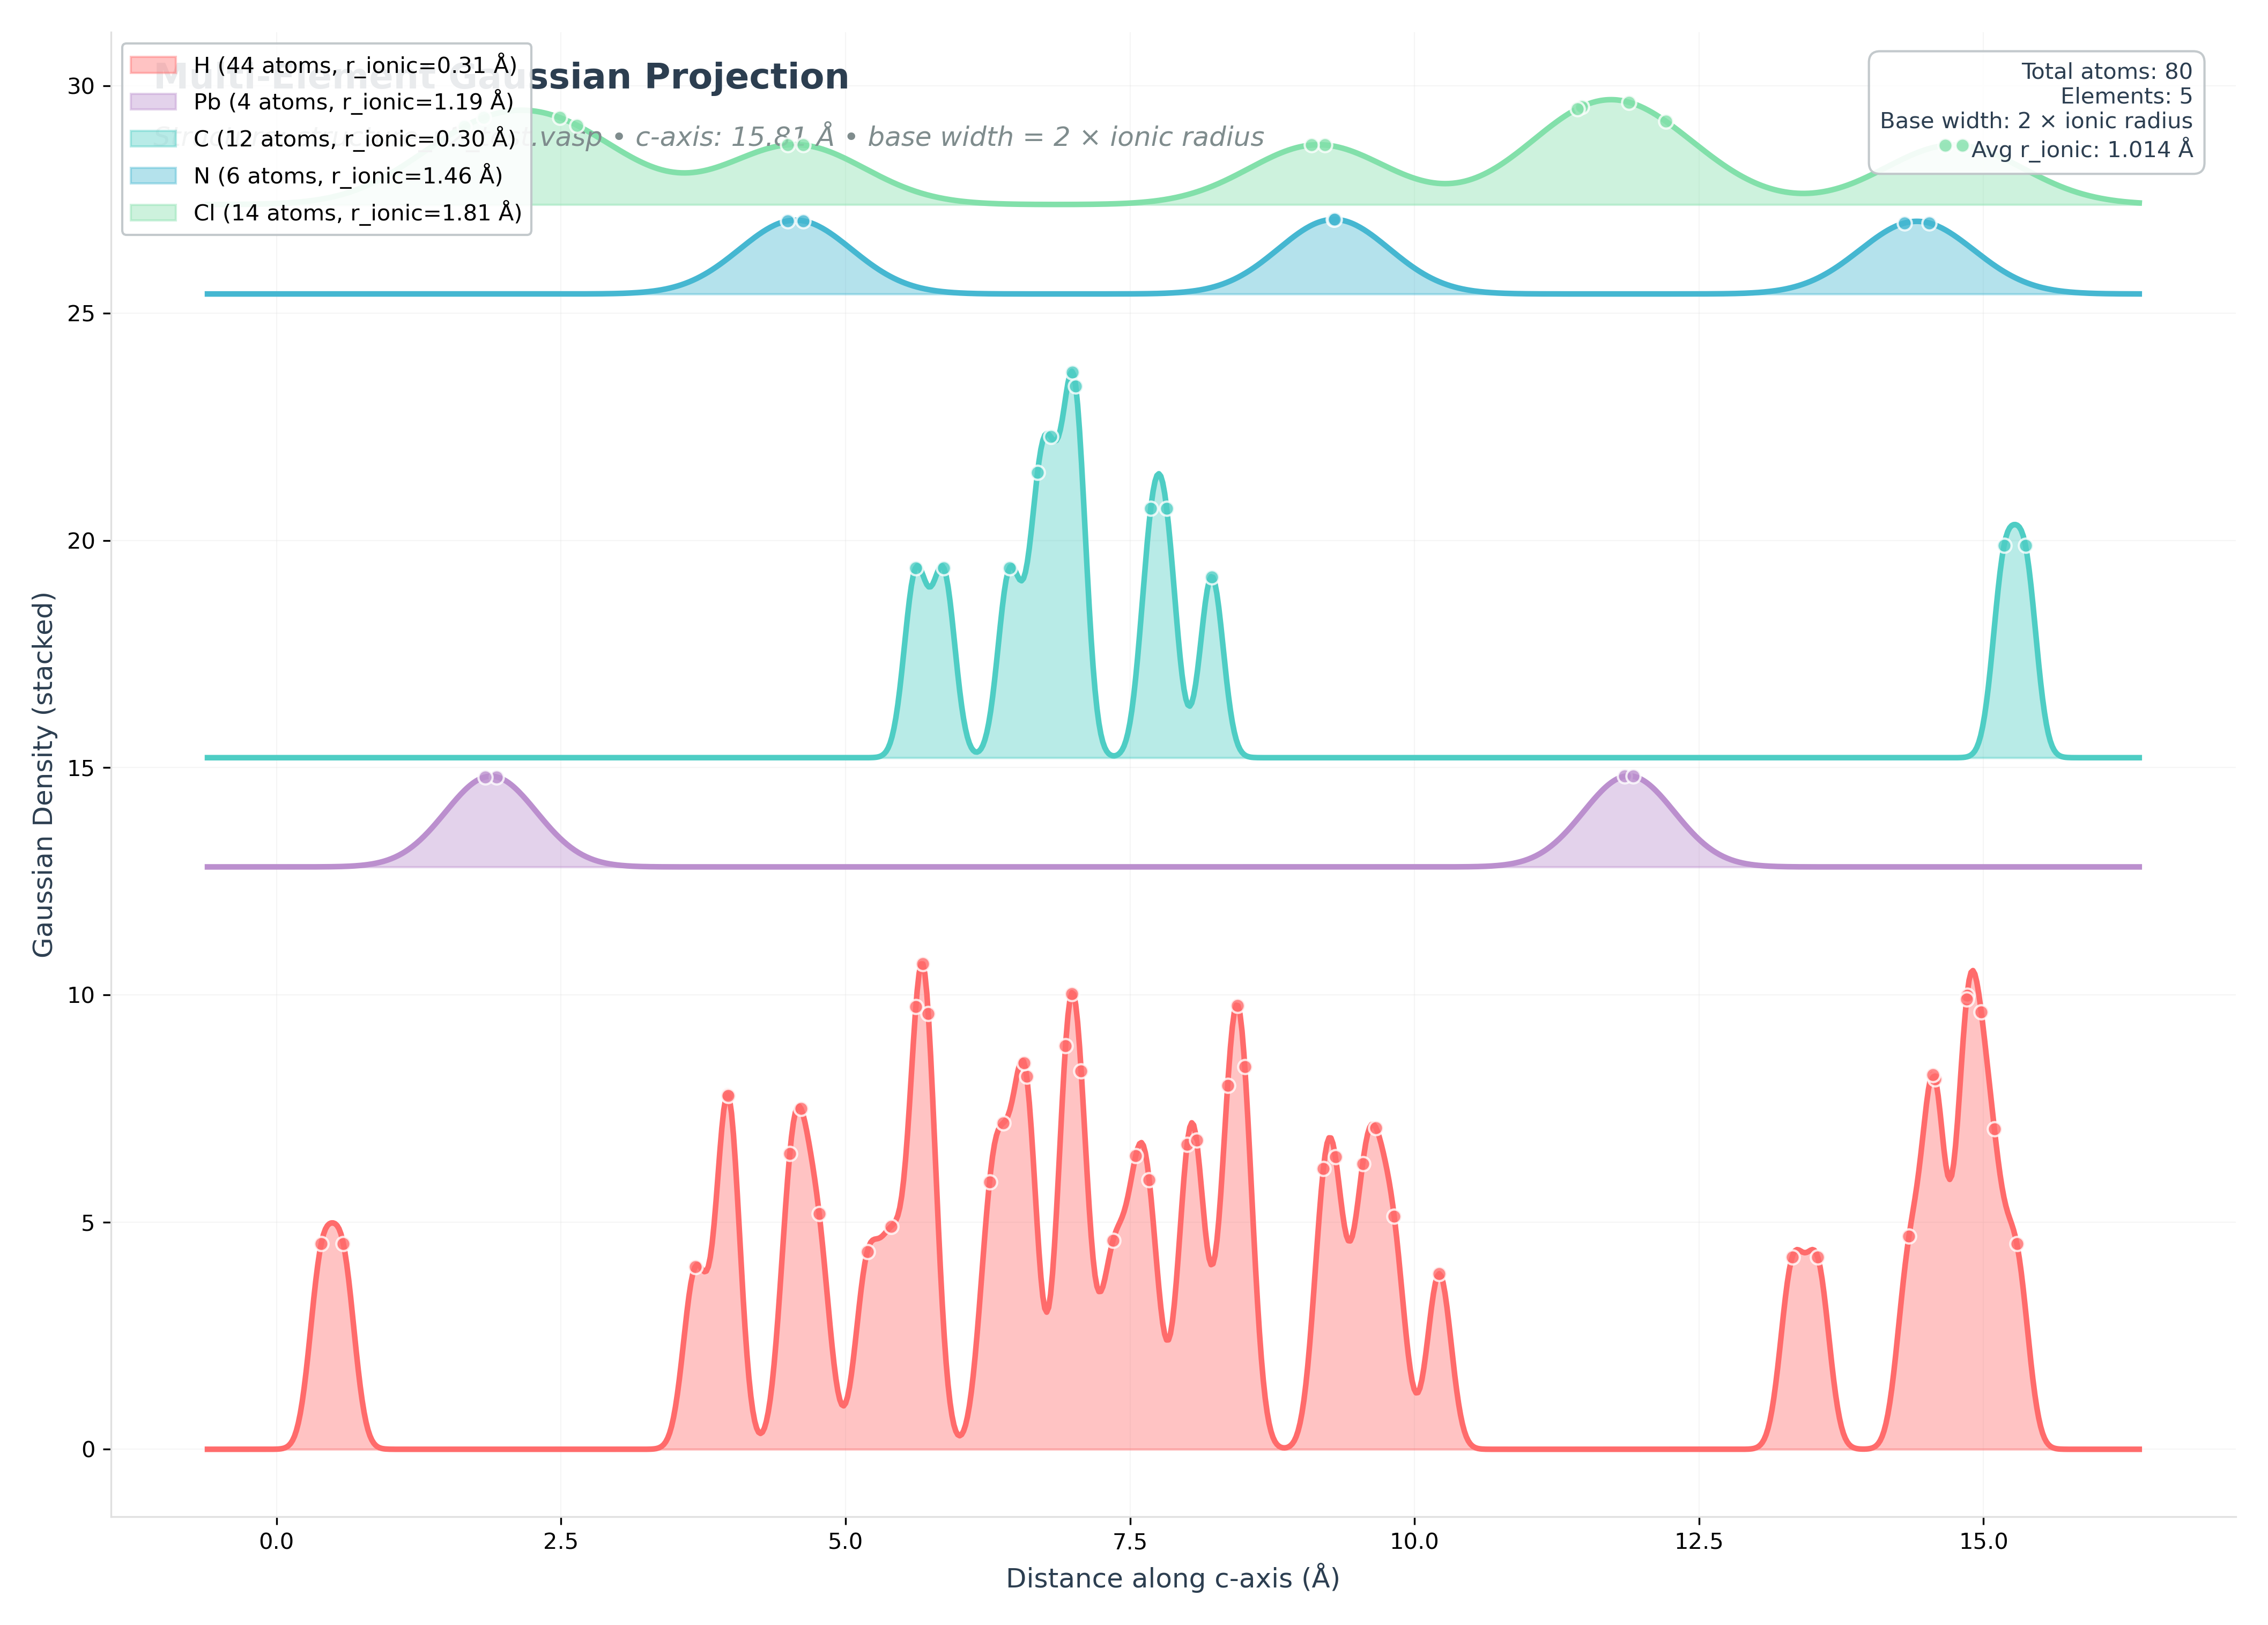 Multi-Element Gaussian Projection
t.vasp • c-axis: 15.81 Å • base width = 2 × ionic radius
H (44 atoms, r_ionic=0.31 Å)
Pb (4 atoms, r_ionic=1.19 Å)
C (12 atoms, r_ionic=0.30 Å)
N (6 atoms, r_ionic=1.46 Å)
Cl (14 atoms, r_ionic=1.81 Å)
Total atoms: 80
Elements: 5
Base width: 2 × ionic radius
Avg r_ionic: 1.014 Å
30
25
20
15
10
5
0
Gaussian Density (stacked)
0.0 2.5 5.0 7.5 10.0 12.5 15.0
Distance along c-axis (Å)